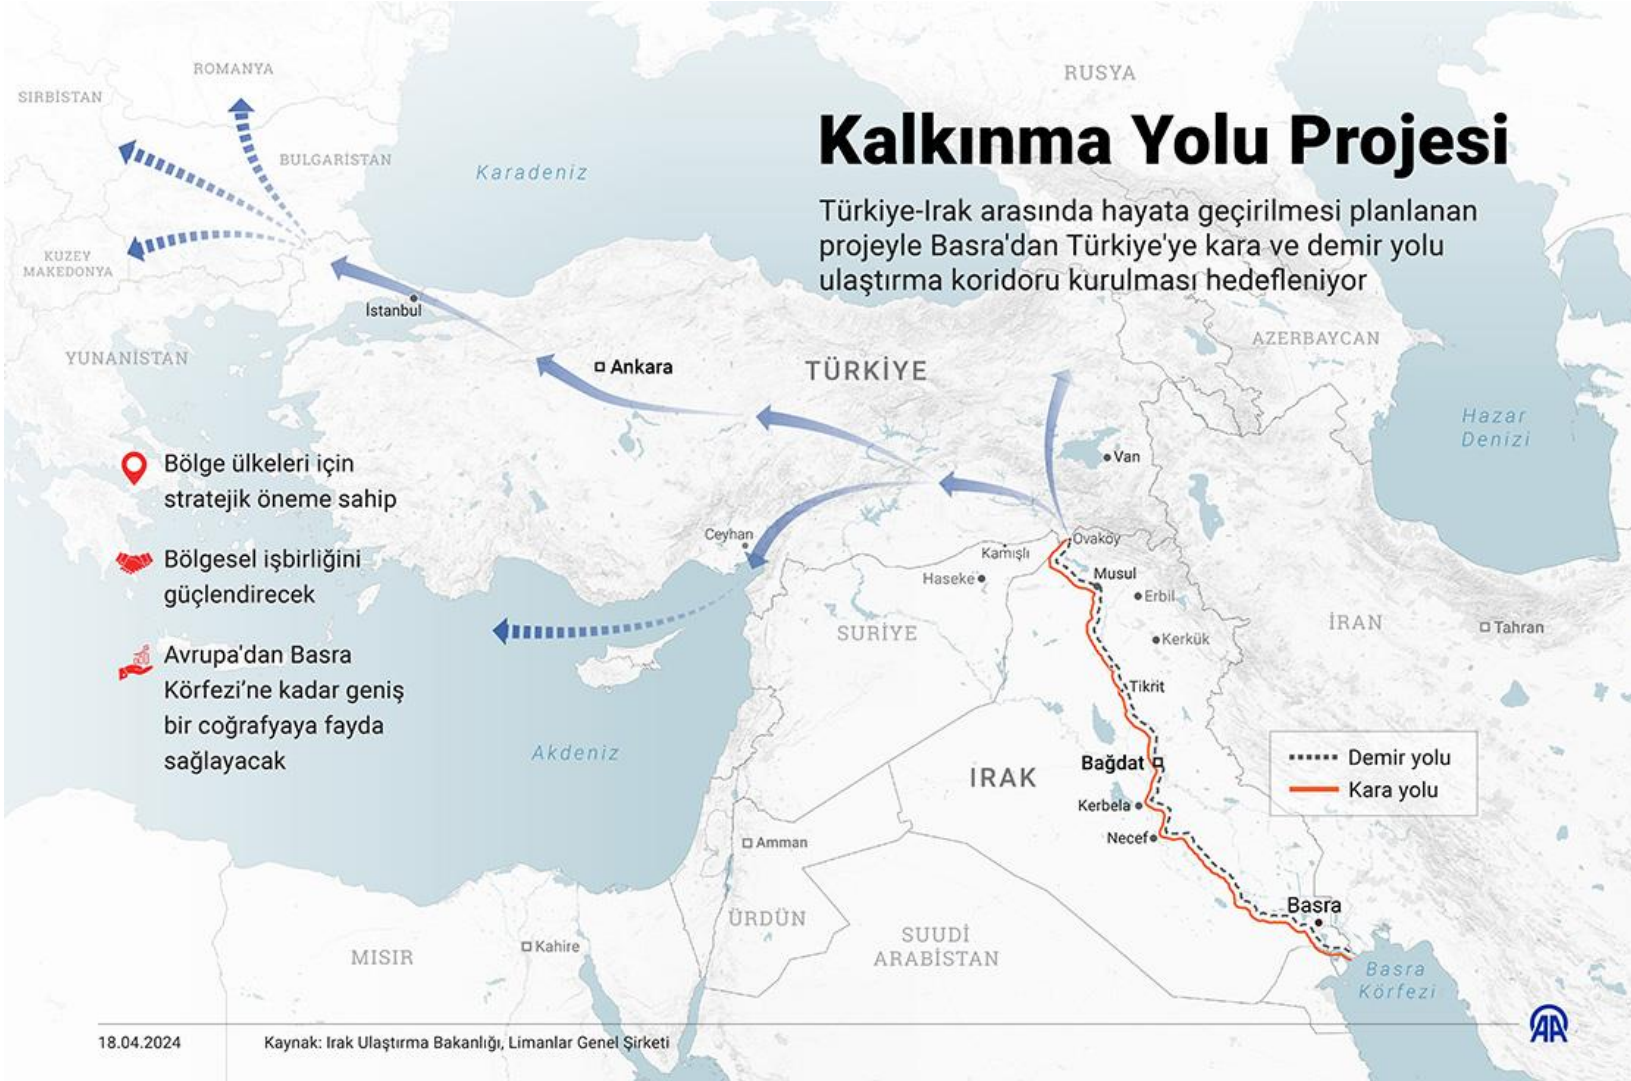 Kalkınma Yolu Projesi
Türkiye-Irak arasında hayata geçirilmesi planlanan
projeyle Basra'dan Türkiye'ye kara ve demir yolu
ulaştırma koridoru kurulması hedefleniyor
RUSYA
ROMANYA
SIRBİSTAN
BULGARİSTAN
Karadeniz
KUZEY
MAKEDONYA
İstanbul
YUNANİSTAN
Ankara
TÜRKİYE
AZERBAYCAN
Hazar
Denizi
Van
Bölge ülkeleri için
stratejik öneme sahip
Bölgesel işbirliğini
güçlendirecek
Avrupa'dan Basra
Körfezi’ne kadar geniş
bir coğrafyaya fayda
sağlayacak
Ceyhan
Ovaköy
Kamışlı
Haseke
Musul
Erbil
SURİYE
Kerkük
İRAN
Tahran
Tikrit
Akdeniz
Bağdat
IRAK
Kerbela
Necef
Demir yolu
Kara yolu
Amman
Basra
ÜRDÜN
SUUDİ
ARABİSTAN
Kahire
MISIR
Basra
Körfezi
18.04.2024
Kaynak: Irak Ulaştırma Bakanlığı, Limanlar Genel Şirketi
AA